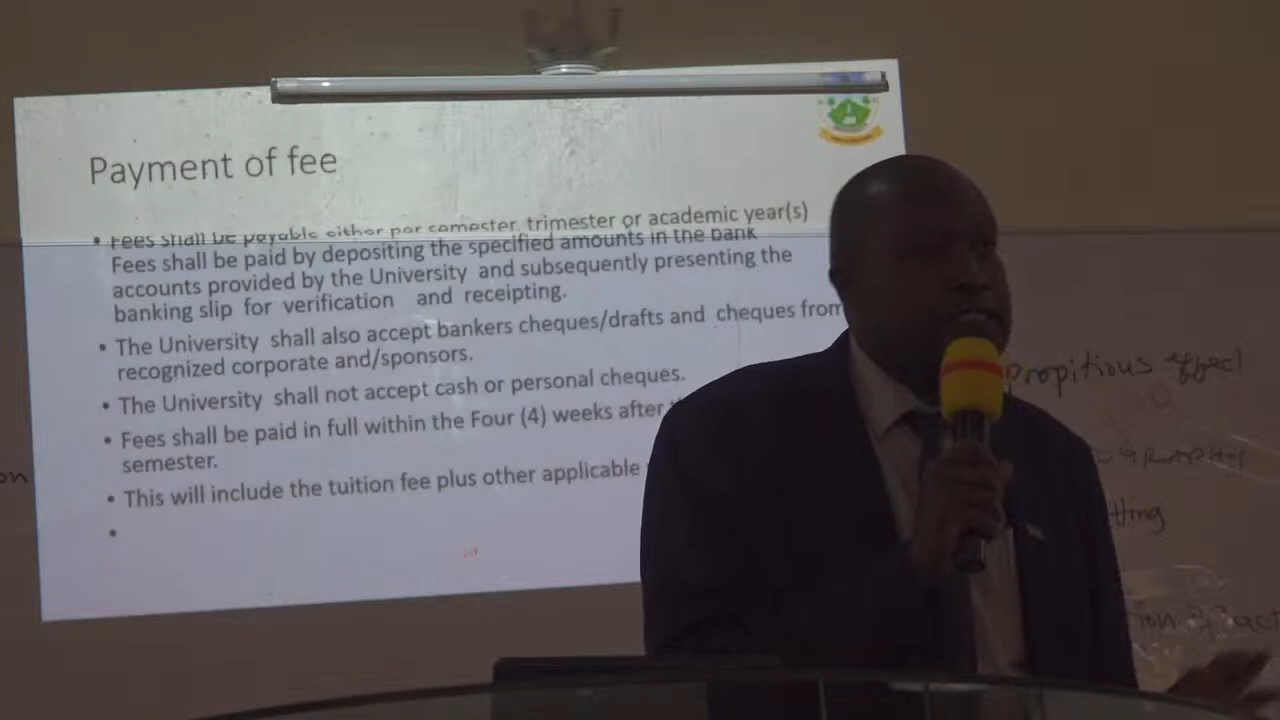 Payment of fee
• Fees shall be payable either per semester, trimester or academic year(s)
Fees shall be paid by depositing the specified amounts in the bank
accounts provided by the University and subsequently presenting the
banking slip for verification and receipting.
• The University shall also accept bankers cheques/drafts and cheques from
recognized corporate and/sponsors.
• The University shall not accept cash or personal cheques.
• Fees shall be paid in full within the Four (4) weeks after
semester.
• This will include the tuition fee plus other applicable
•
Propitious effect